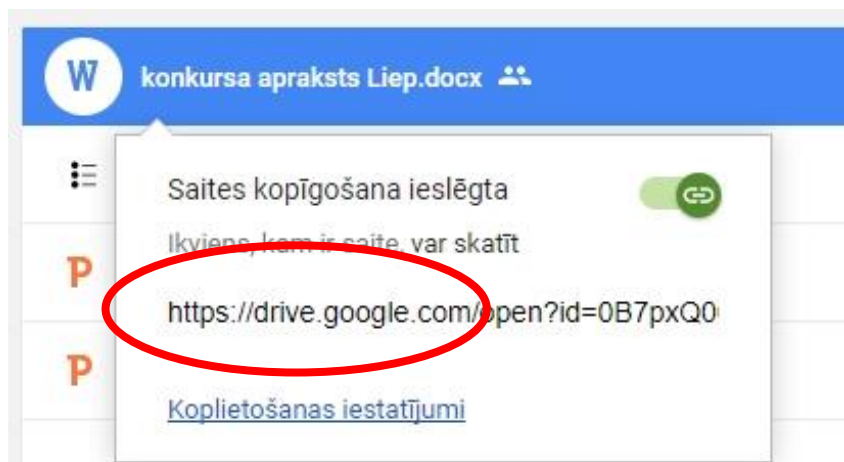 W konkursa apraksts Liep.docx
Saites kopīgošana ieslēgta
Ikviens, kam ir saite, var skatīt
P
https://drive.google.com/open?id=0B7pxQ0
P
Koplietošanas iestatījumi